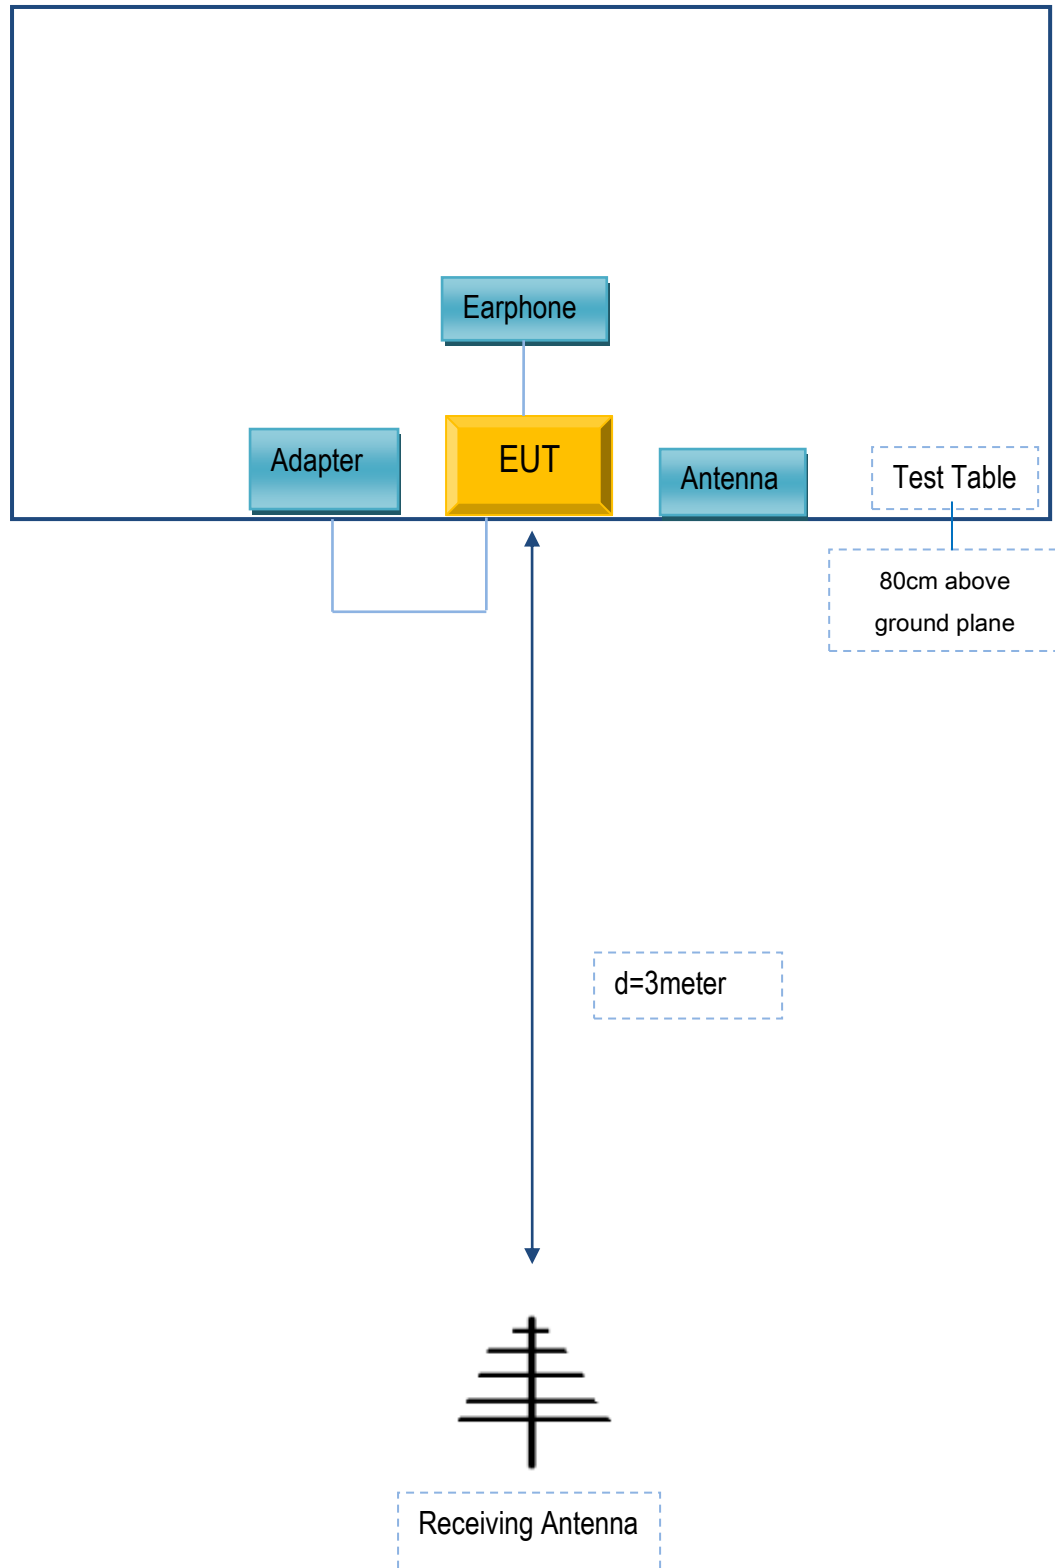 Earphone
Adapter
EUT
Antenna
Test Table
80cm above
ground plane
d=3meter
Receiving Antenna